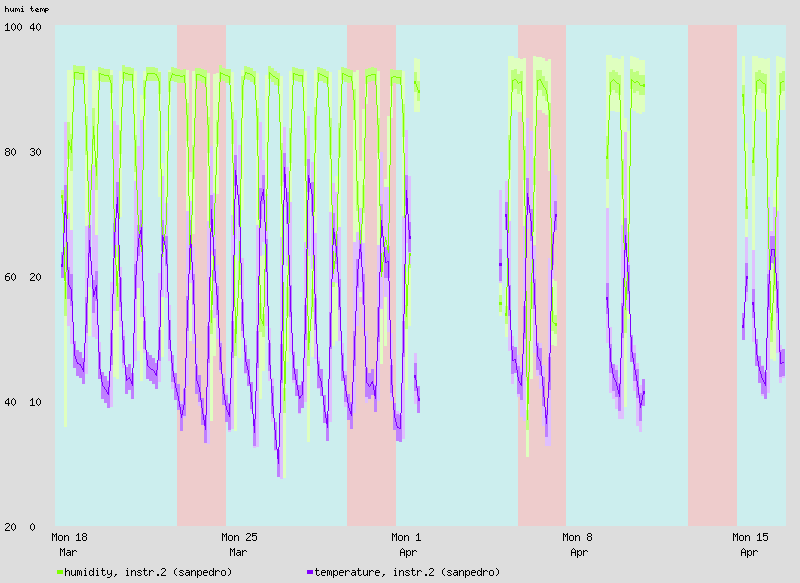 humi temp
100 40
80 30
60 20
40 10
20 0
Mon 18 Mon 25 Mon 1 Mon 8 Mon 15
Mar Mar Apr Apr Apr
humidity, instr.2 (sanpedro) temperature, instr.2 (sanpedro)